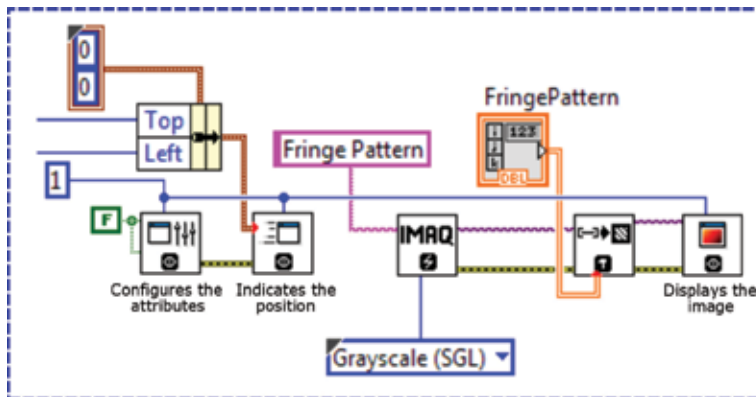 0
0
Top
Left
FringePattern
i
j
k
123
DBL
Fringe Pattern
1
F
IMAQ
Configures the
attributes
Indicates the
position
Displays the
image
Grayscale (SGL)